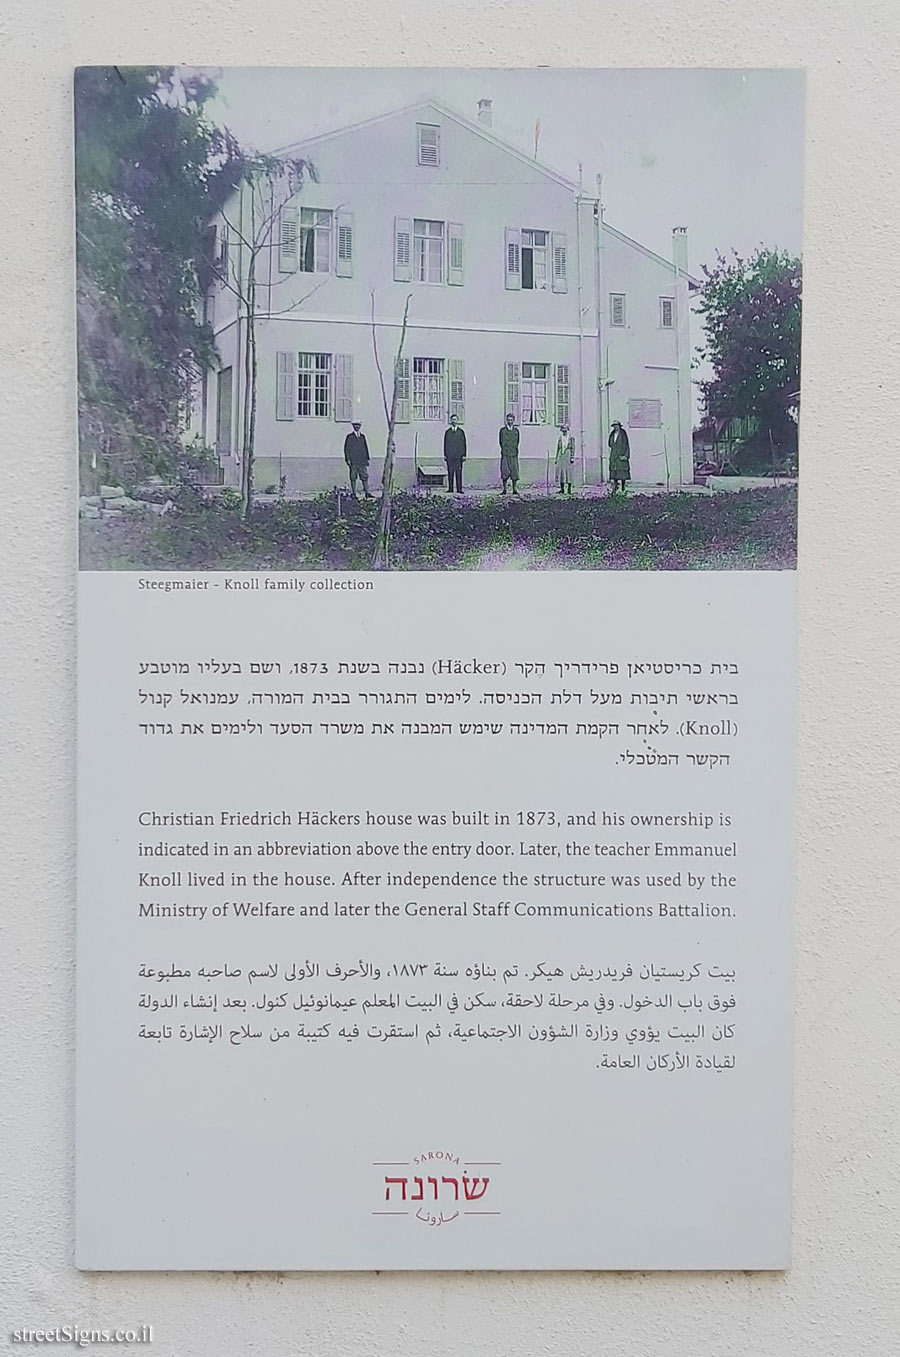 Steegmaier - Knoll family collection
בית כריסטיאן פרידריך הֶקר (Häcker) נבנה בשנת 1873, ושם בעליו מוטבע
בראשי תיבות מעל דלת הכניסה. לימים התגורר בבית המורה, עמנואל קנול
(Knoll). לאחר הקמת המדינה שימש המבנה את משרד הסעד ולימים את גדוד
הקשר המטכלי.
Christian Friedrich Häckers house was built in 1873, and his ownership is
indicated in an abbreviation above the entry door. Later, the teacher Emmanuel
Knoll lived in the house. After independence the structure was used by the
Ministry of Welfare and later the General Staff Communications Battalion.
بيت كريستيان فريدريش هيكر. تم بناؤه سنة ١٨٧٣، والأحرف الأولى لاسم صاحبه مطبوعة
فوق باب الدخول. وفي مرحلة لاحقة، سكن في البيت المعلم عيمانوئيل كنول. بعد إنشاء الدولة
كان البيت يؤوي وزارة الشؤون الاجتماعية، ثم استقرت فيه كتيبة من سلاح الإشارة تابعة
لقيادة الأركان العامة.
SARONA
שרונה
سارونا
streetSigns.co.il